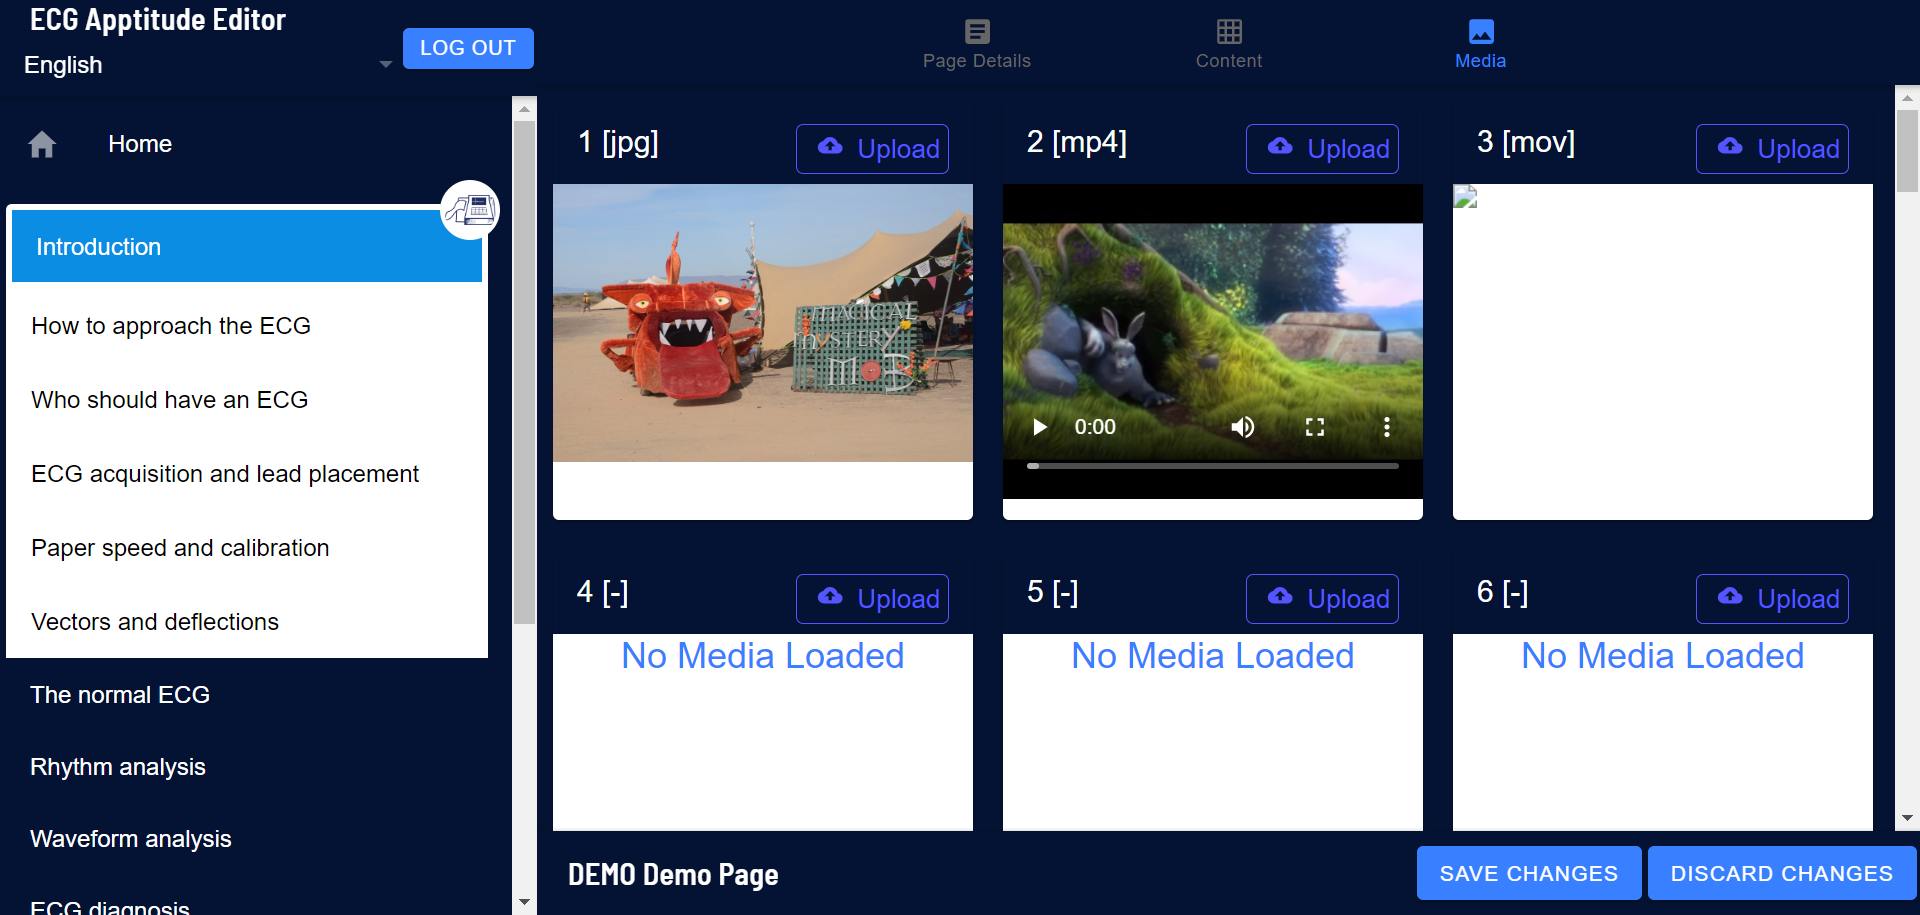 ECG Apptitude Editor
English
LOG OUT
Page Details
Content
Media
Home
Introduction
How to approach the ECG
Who should have an ECG
ECG acquisition and lead placement
Paper speed and calibration
Vectors and deflections
The normal ECG
Rhythm analysis
Waveform analysis
ECG diagnosis
1 [jpg]
Upload
2 [mp4]
Upload
3 [mov]
Upload
MAGICAL
MYSTERY
MOB
0:00
4 [-]
Upload
5 [-]
Upload
6 [-]
Upload
No Media Loaded
No Media Loaded
No Media Loaded
DEMO Demo Page
SAVE CHANGES
DISCARD CHANGES